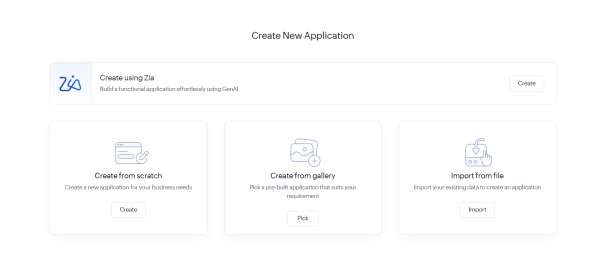 Create New Application
Zia
Create using Zia
Build a functional application effortlessly using GenAI
Create
Create from scratch
Create a new application for your business needs
Create
Create from gallery
Pick a pre-built application that suits your
requirement
Pick
Import from file
Import your existing data to create an application
Import